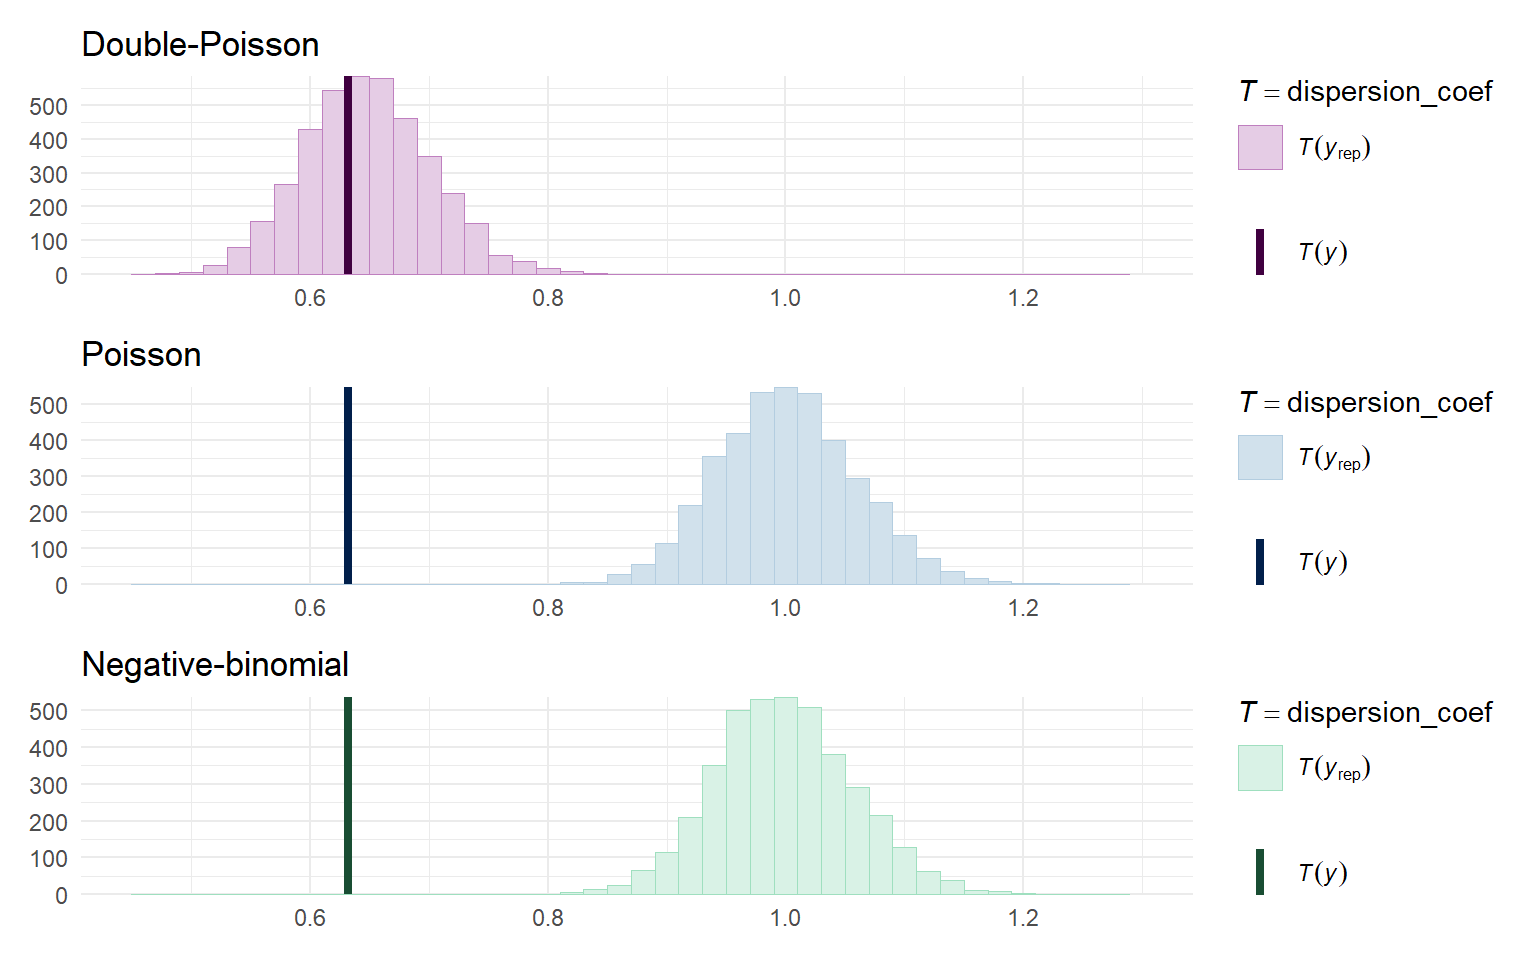 Double-Poisson
500
400
300
200
100
0
0.6 0.8 1.0 1.2
T = dispersion_coef
T(yrep)
T(y)
Poisson
500
400
300
200
100
0
0.6 0.8 1.0 1.2
T = dispersion_coef
T(yrep)
T(y)
Negative-binomial
500
400
300
200
100
0
0.6 0.8 1.0 1.2
T = dispersion_coef
T(yrep)
T(y)